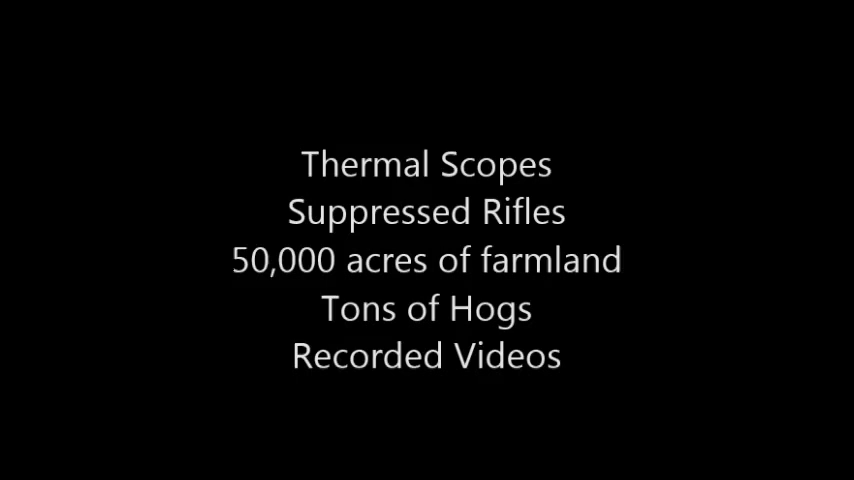 Thermal Scopes
Suppressed Rifles
50,000 acres of farmland
Tons of Hogs
Recorded Videos